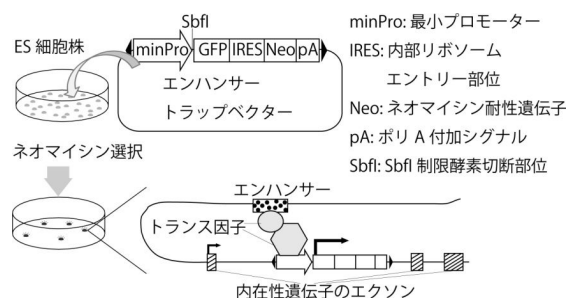 SbfI
ES 細胞株
minPro GFP IRES Neo pA
エンハンサー
トラップベクター
minPro: 最小プロモーター
IRES: 内部リボソーム
エントリー部位
Neo: ネオマイシン耐性遺伝子
pA: ポリ A 付加シグナル
SbfI: SbfI 制限酵素切断部位
ネオマイシン選択
エンハンサー
トランス因子
内在性遺伝子のエクソン